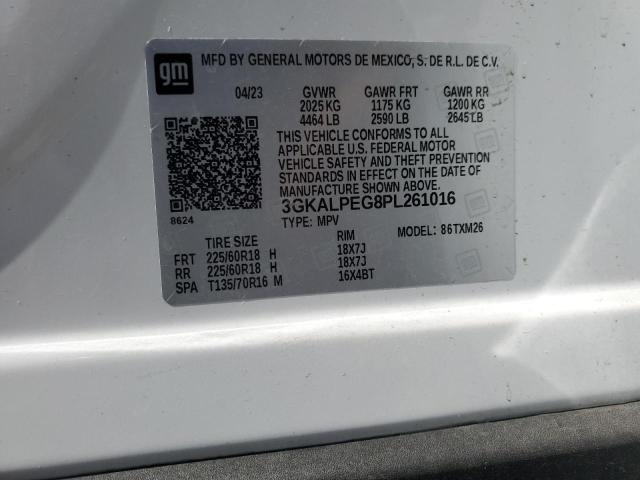 gm
MFD BY GENERAL MOTORS DE MEXICO, S. DE R.L. DE C.V.
04/23 GVWR GAWR FRT GAWR RR
2025 KG 1175 KG 1200 KG
4464 LB 2590 LB 2645 LB
THIS VEHICLE CONFORMS TO ALL
APPLICABLE U.S. FEDERAL MOTOR
VEHICLE SAFETY AND THEFT PREVENTION
STANDARDS IN EFFECT ON THE DATE OF
MANUFACTURE SHOWN ABOVE.
3GKALPEG8PL261016
8624 TYPE: MPV MODEL: 86TXM26
TIRE SIZE RIM
FRT 225/60R18 H 18X7J
RR 225/60R18 H 18X7J
SPA T135/70R16 M 16X4BT